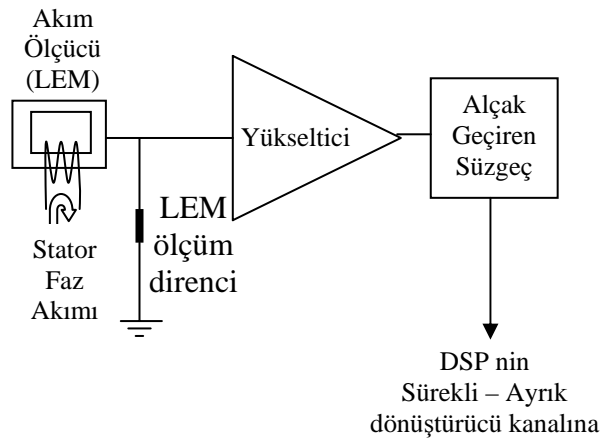 Akım
Ölçücü
(LEM)
Yükseltici
Alçak
Geçiren
Süzgeç
LEM
ölçüm
direnci
Stator
Faz
Akımı
DSP nin
Sürekli – Ayrık
dönüştürücü kanalına